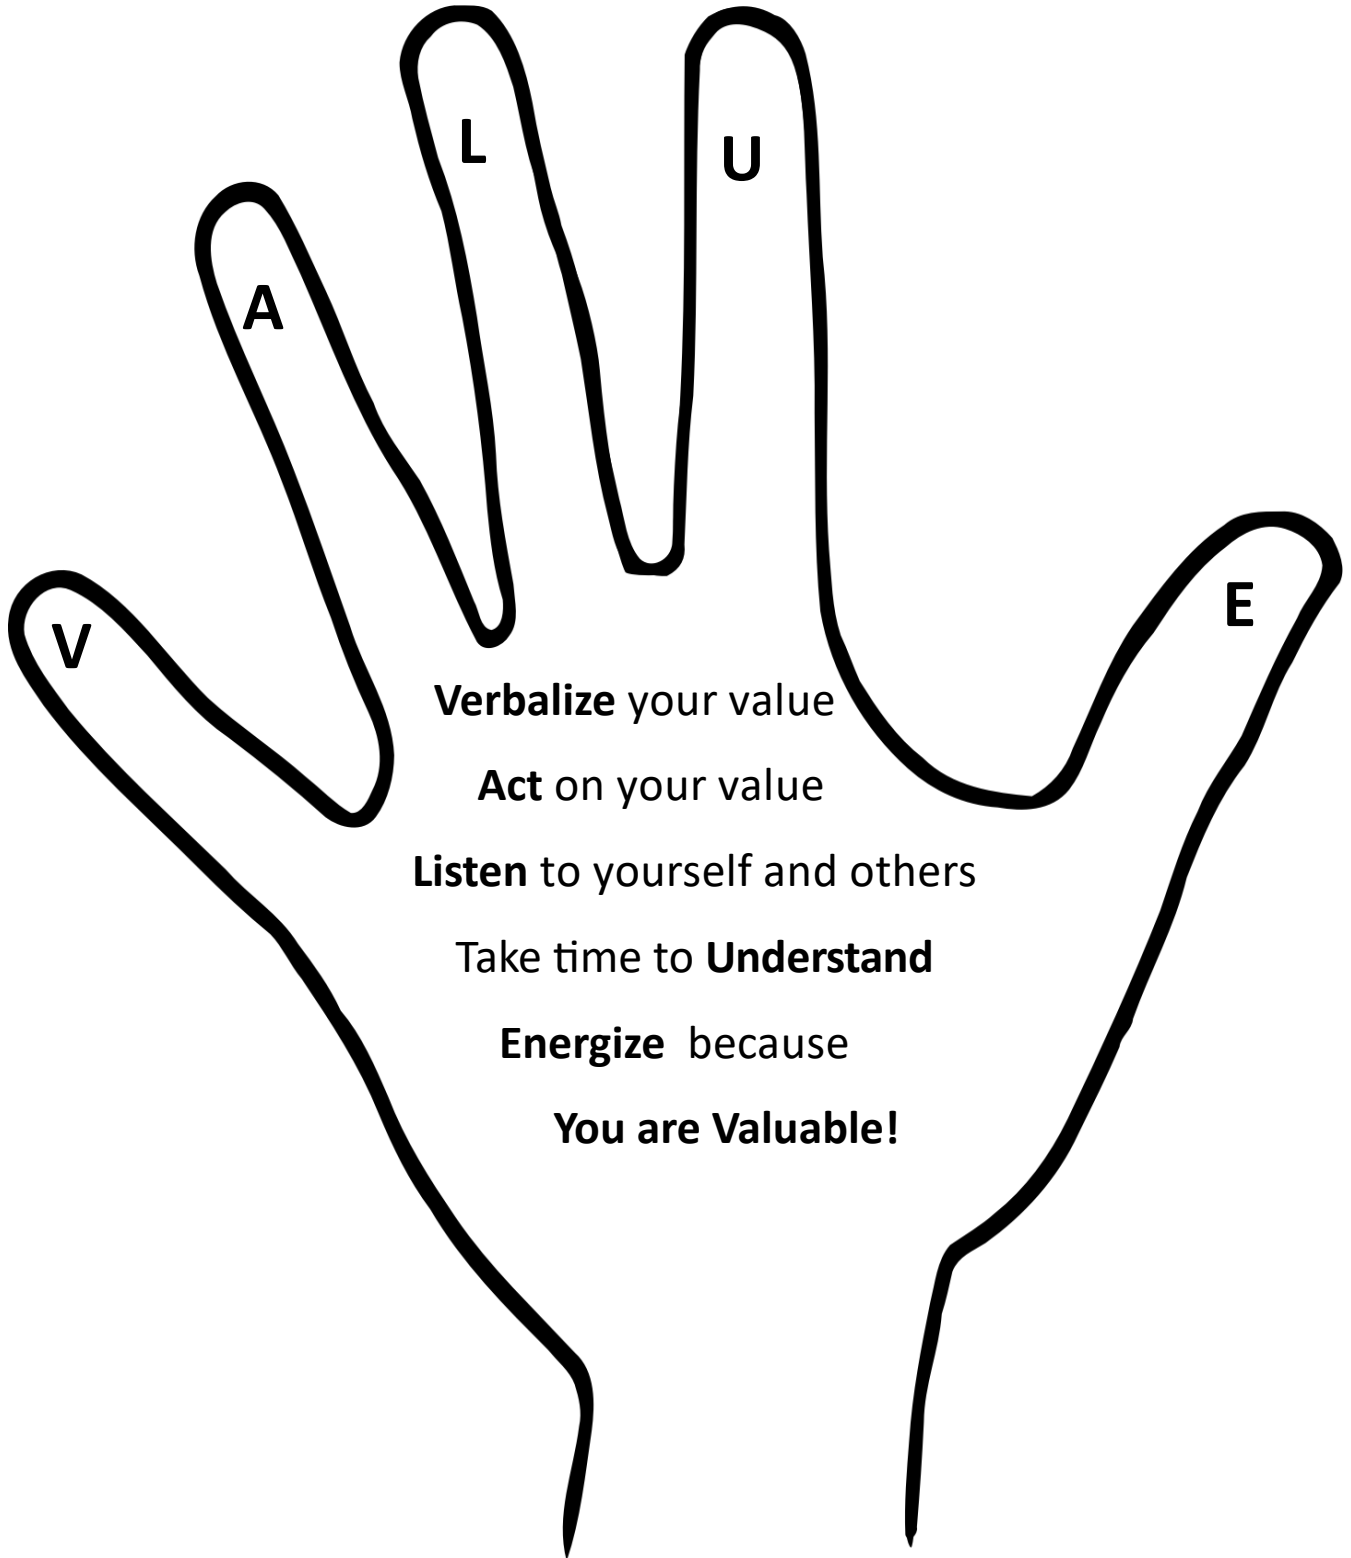 L
U
A
E
V
Verbalize your value
Act on your value
Listen to yourself and others
Take time to Understand
Energize because
You are Valuable!